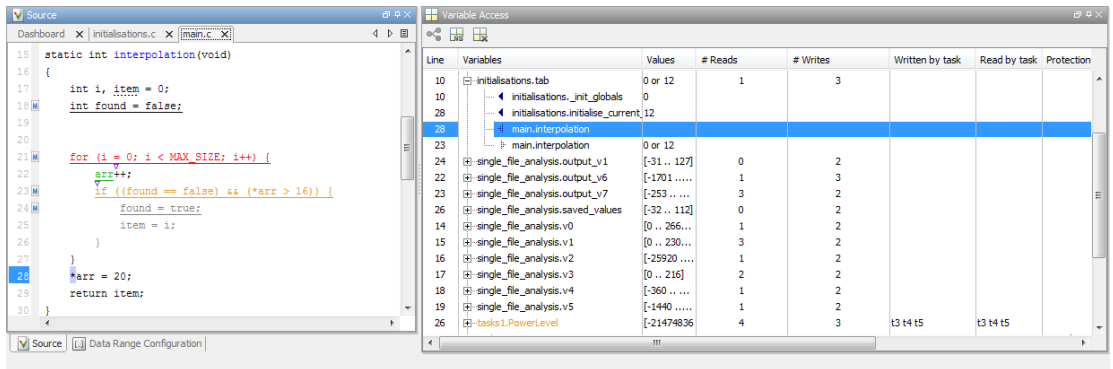 Source
Dashboard initialisations.c main.c
15 static int interpolation(void)
16 {
17 int i, item = 0;
18 M int found = false;
19
20
21 M for (i = 0; i < MAX_SIZE; i++) {
22 arr++;
23 M if ((found == false) && (*arr > 16)) {
24 M found = true;
25 item = i;
26 }
27 }
28 *arr = 20;
29 return item;
30 }
Source Data Range Configuration
Variable Access
NS
Line Variables Values # Reads # Writes Written by task Read by task Protection
10 initialisations.tab 0 or 12 1 3
10 initialisations._init_globals 0
28 initialisations.initialise_current_ 12
28 main.interpolation
23 main.interpolation 0 or 12
24 single_file_analysis.output_v1 [-31 .. 127] 0 2
22 single_file_analysis.output_v6 [-1701 .... 1 3
23 single_file_analysis.output_v7 [-253 .. ... 3 2
26 single_file_analysis.saved_values [-32 .. 112] 0 2
14 single_file_analysis.v0 [0 .. 266... 1 2
15 single_file_analysis.v1 [0 .. 230... 3 2
16 single_file_analysis.v2 [-25920 .... 1 2
17 single_file_analysis.v3 [0 .. 216] 2 2
18 single_file_analysis.v4 [-360 .. ... 1 2
19 single_file_analysis.v5 [-1440 .... 1 2
26 tasks1.PowerLevel [-21474836 4 3 t3 t4 t5 t3 t4 t5